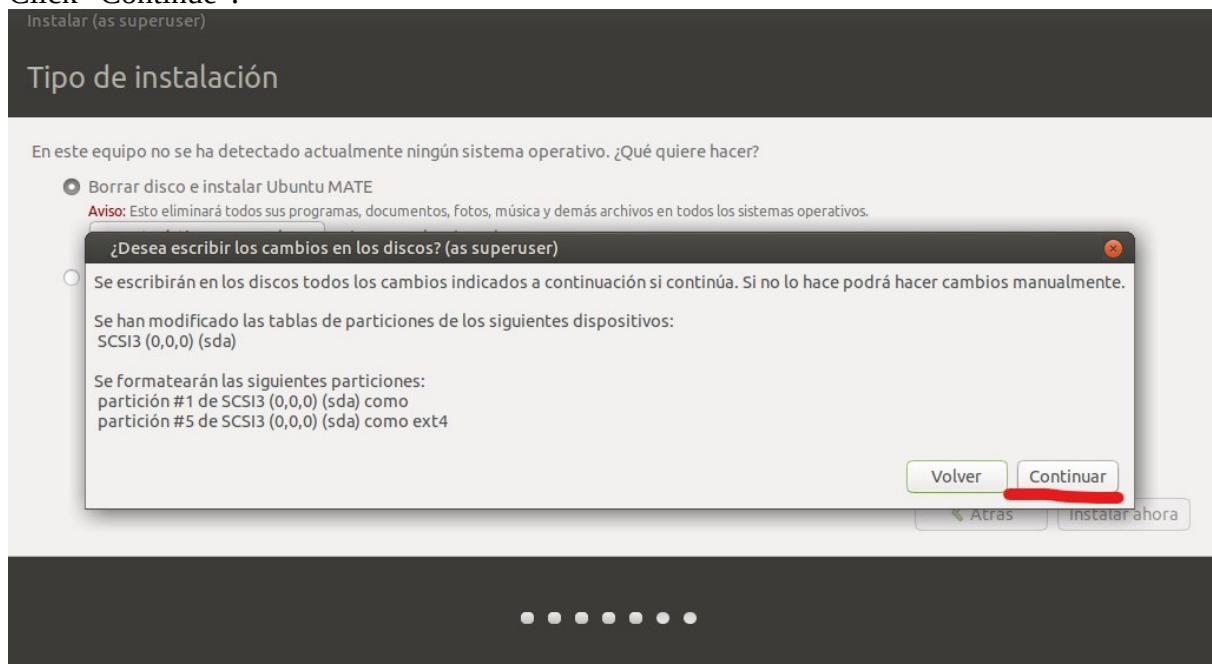 Click "Continue".
Instalar (as superuser)
Tipo de instalación
En este equipo no se ha detectado actualmente ningún sistema operativo. ¿Qué quiere hacer?
Borrar disco e instalar Ubuntu MATE
Aviso: Esto eliminará todos sus programas, documentos, fotos, música y demás archivos en todos los sistemas operativos.
¿Desea escribir los cambios en los discos? (as superuser)
Se escribirán en los discos todos los cambios indicados a continuación si continúa. Si no lo hace podrá hacer cambios manualmente.
Se han modificado las tablas de particiones de los siguientes dispositivos:
SCSI3 (0,0,0) (sda)
Se formatearán las siguientes particiones:
partición #1 de SCSI3 (0,0,0) (sda) como
partición #5 de SCSI3 (0,0,0) (sda) como ext4
Volver Continuar
Atrás Instalar ahora